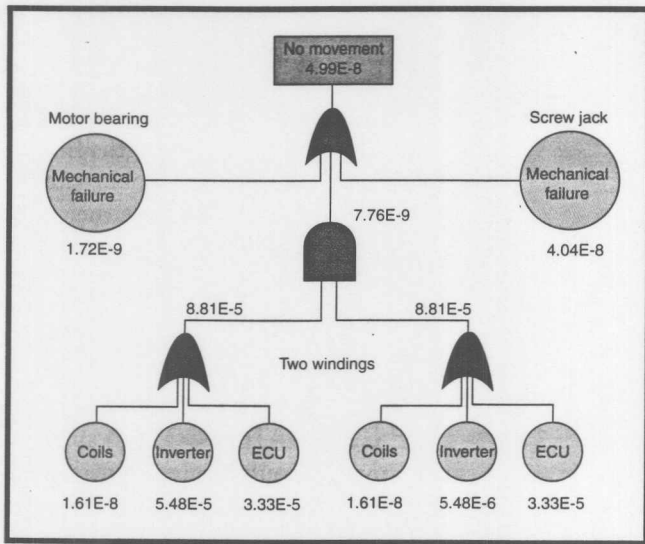 No movement
4.99E-8
Motor bearing
Screw jack
Mechanical
failure
Mechanical
failure
1.72E-9
7.76E-9
4.04E-8
8.81E-5
8.81E-5
Two windings
Coils
Inverter
ECU
Coils
Inverter
ECU
1.61E-8
5.48E-5
3.33E-5
1.61E-8
5.48E-6
3.33E-5